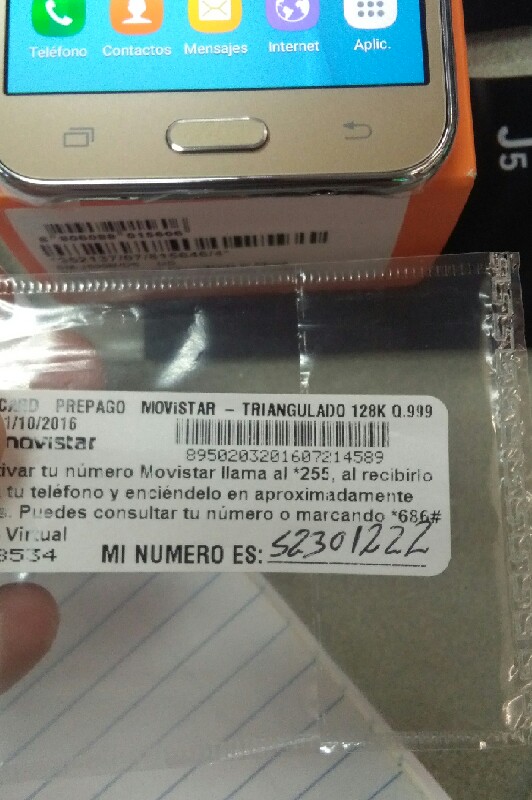 Teléfono Contactos Mensajes Internet Aplic.
J5
CARD PREPAGO MOViSTAR - TRIANGULADO 128K 0.999
1/10/2016
movistar
8950203201607214589
tivar tu número Movistar llama al *255, al recibirlo
tu teléfono y enciéndelo en aproximadamente
s. Puedes consultar tu número o marcando *686#
Virtual
8534 MI NUMERO ES: 52301222